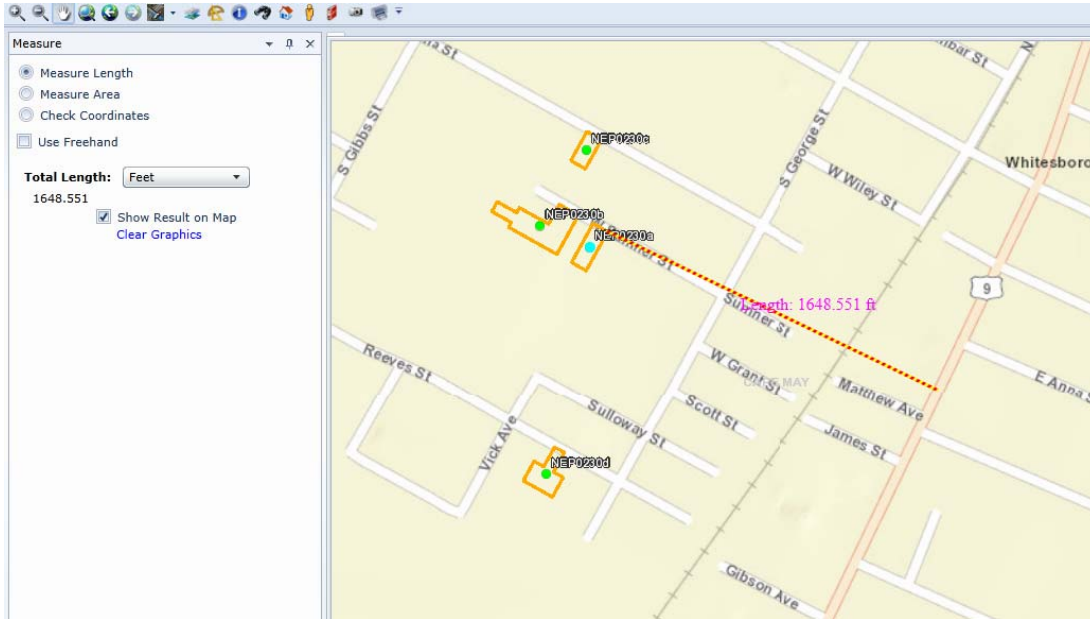 Measure
Measure Length
Measure Area
Check Coordinates
Use Freehand
Total Length: Feet
1648.551
Show Result on Map
Clear Graphics
S Gibbs St
S George St
W Wiley St
Whitesboro
9
NEP0230c
NEP0230b
NEP0230a
Length: 1648.551 ft
Sumner St
W Grant St
CAPE MAY
Matthew Ave
E Anna S
Reeves St
Scott St
James St
Sulloway St
Vick Ave
NEP0230d
Gibson Ave